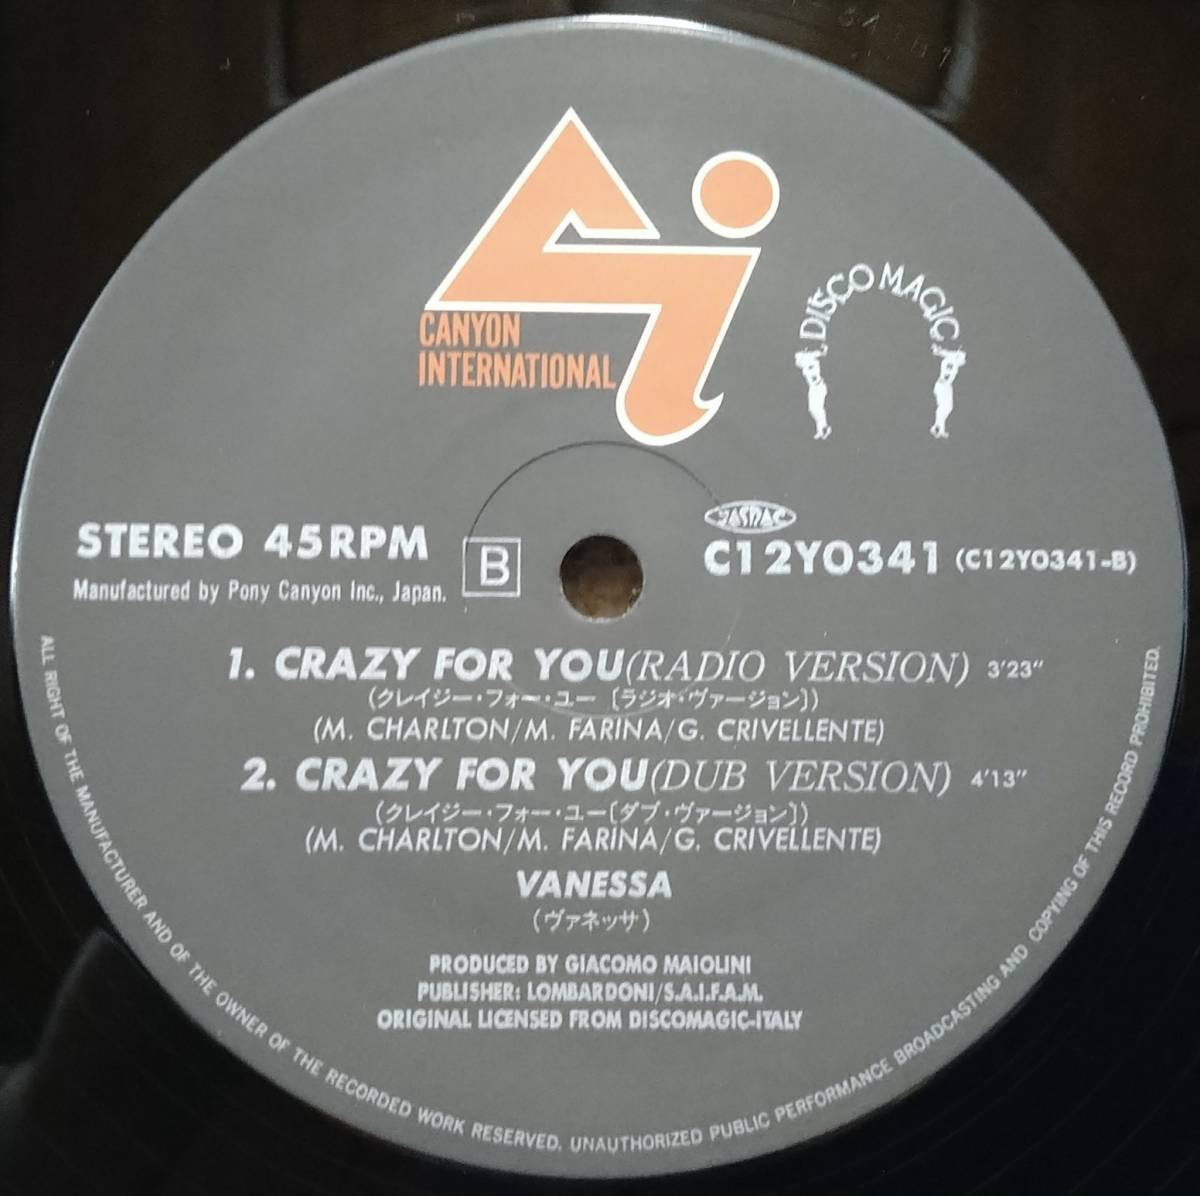 DISCOMAGIC
CANYON
INTERNATIONAL
STEREO 45RPM
Manufactured by Pony Canyon Inc., Japan.
B
JASRAC
C12Y0341 (C12Y0341-B)
1. CRAZY FOR YOU(RADIO VERSION) 3'23"
(クレイジー・フォー・ユー〔ラジオ・ヴァージョン〕)
(M. CHARLTON/M. FARINA/G. CRIVELLENTE)
2. CRAZY FOR YOU(DUB VERSION) 4'13"
(クレイジー・フォー・ユー〔ダブ・ヴァージョン〕)
(M. CHARLTON/M. FARINA/G. CRIVELLENTE)
VANESSA
(ヴァネッサ)
PRODUCED BY GIACOMO MAIOLINI
PUBLISHER: LOMBARDONI/S.A.I.F.A.M.
ORIGINAL LICENSED FROM DISCOMAGIC-ITALY
ALL RIGHT OF THE MANUFACTURER AND OF THE OWNER OF THE RECORDED WORK RESERVED. UNAUTHORIZED PUBLIC PERFORMANCE BROADCASTING AND COPYING OF THIS RECORD PROHIBITED.